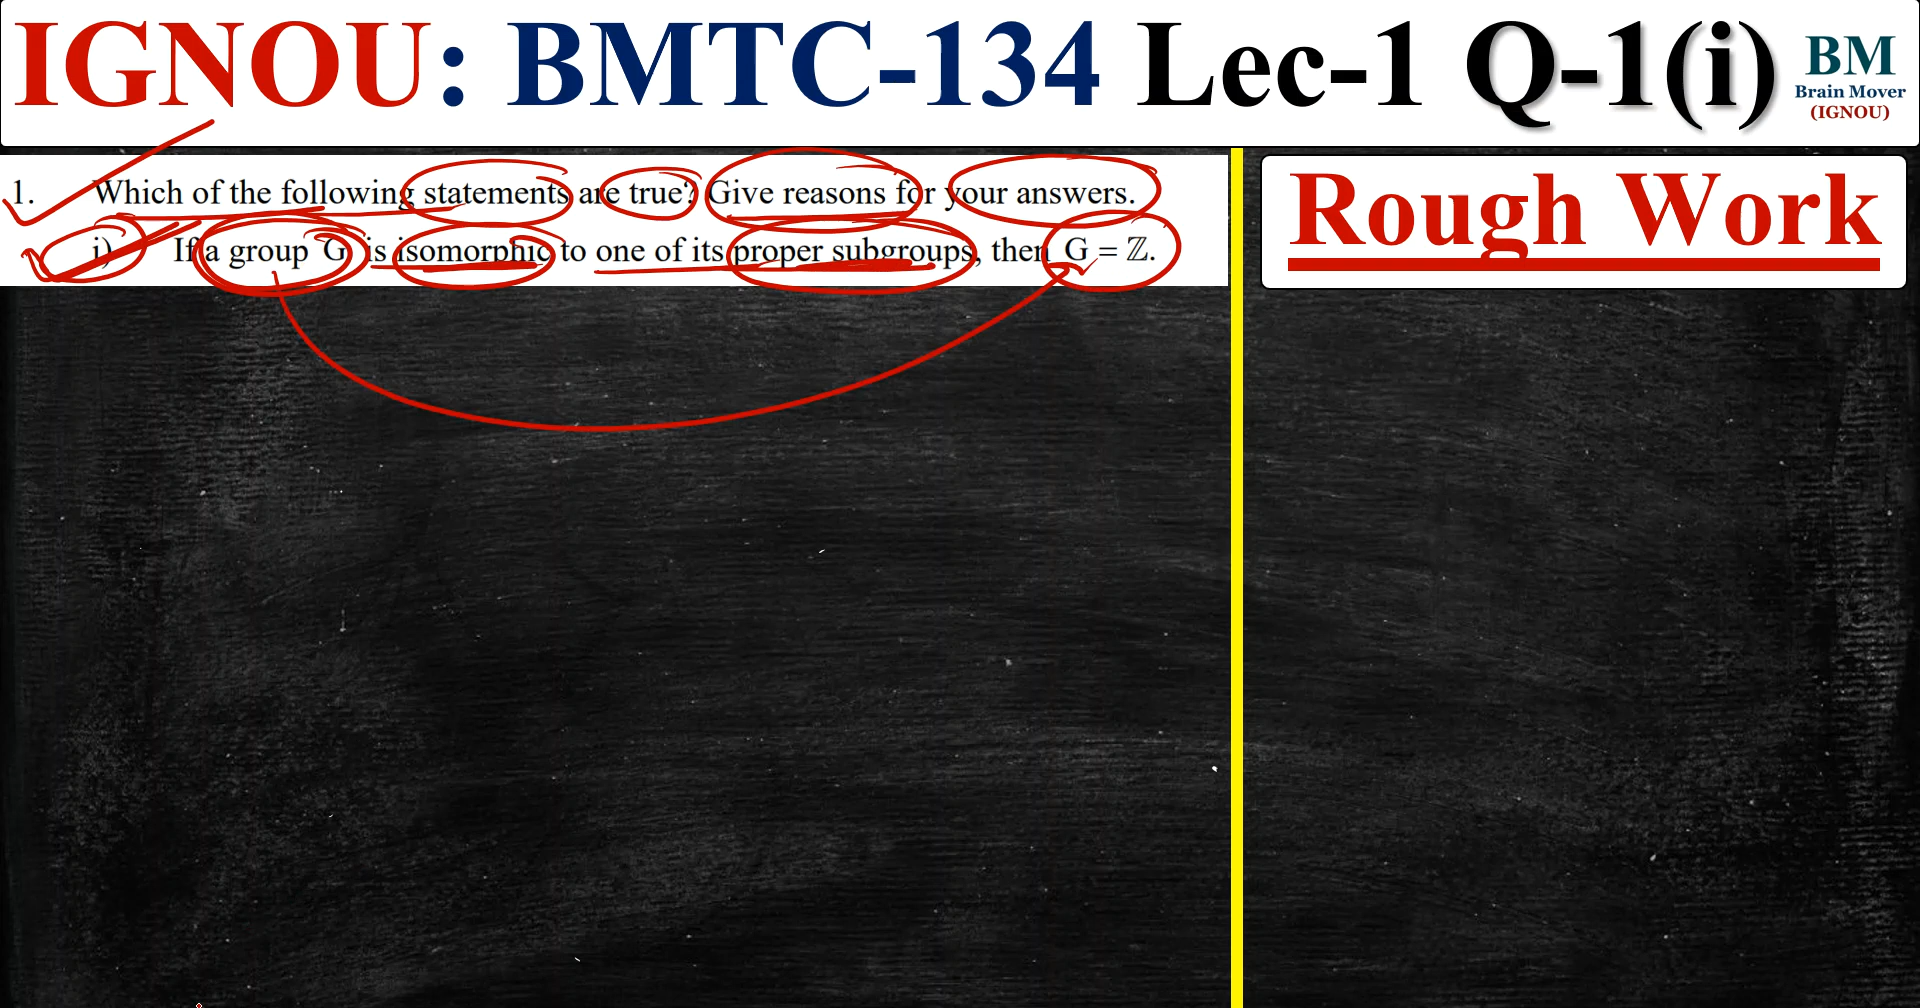 IGNOU: BMTC-134 Lec-1 Q-1(i)
BM
Brain Mover
(IGNOU)
1. Which of the following statements are true? Give reasons for your answers.
i) If a group G is isomorphic to one of its proper subgroups, then G = ℤ.
Rough Work